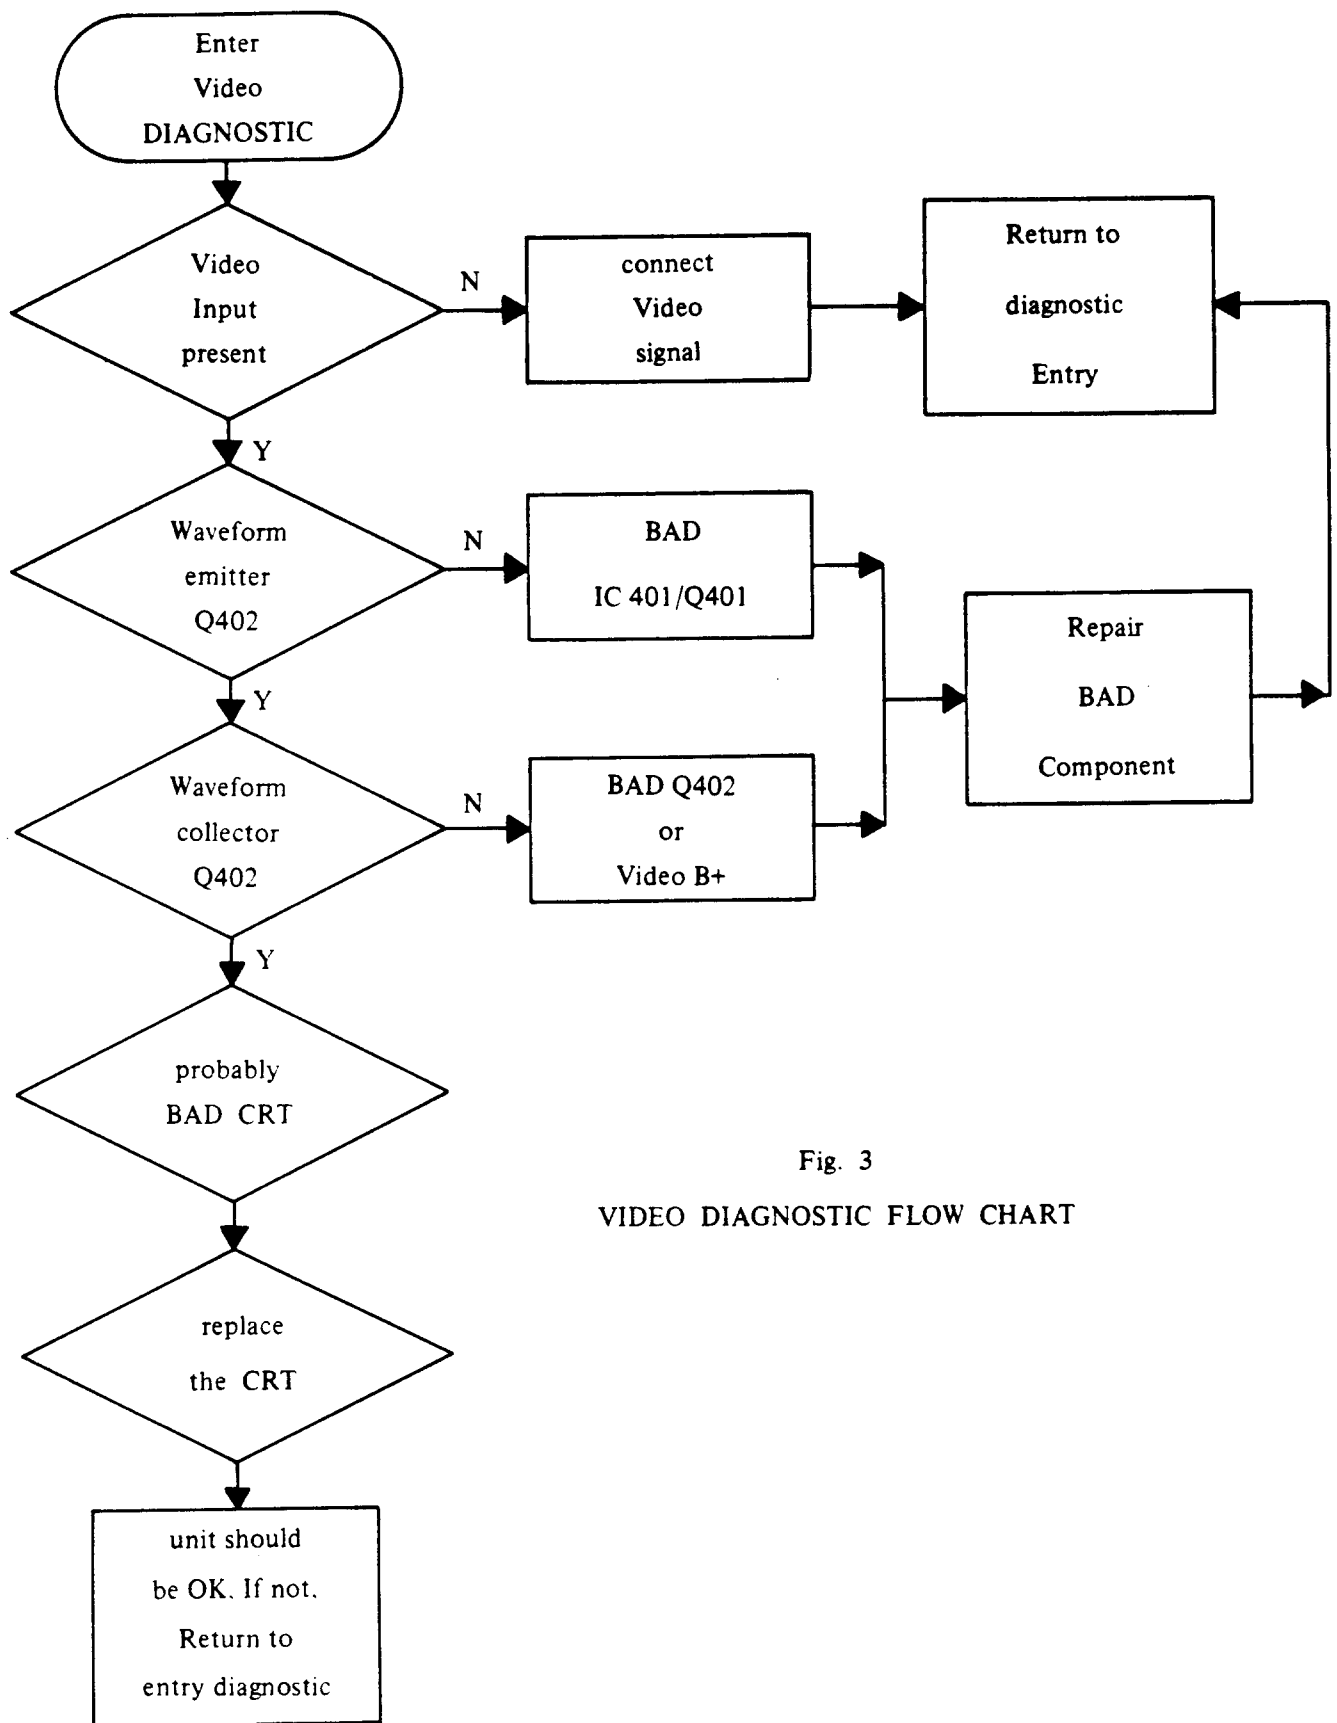 Enter
Video
DIAGNOSTIC
Video
Input
present
N
connect
Video
signal
Return to
diagnostic
Entry
Y
Waveform
emitter
Q402
N
BAD
IC 401/Q401
Repair
BAD
Component
Y
Waveform
collector
Q402
N
BAD Q402
or
Video B+
Y
probably
BAD CRT
Fig. 3
VIDEO DIAGNOSTIC FLOW CHART
replace
the CRT
unit should
be OK. If not.
Return to
entry diagnostic